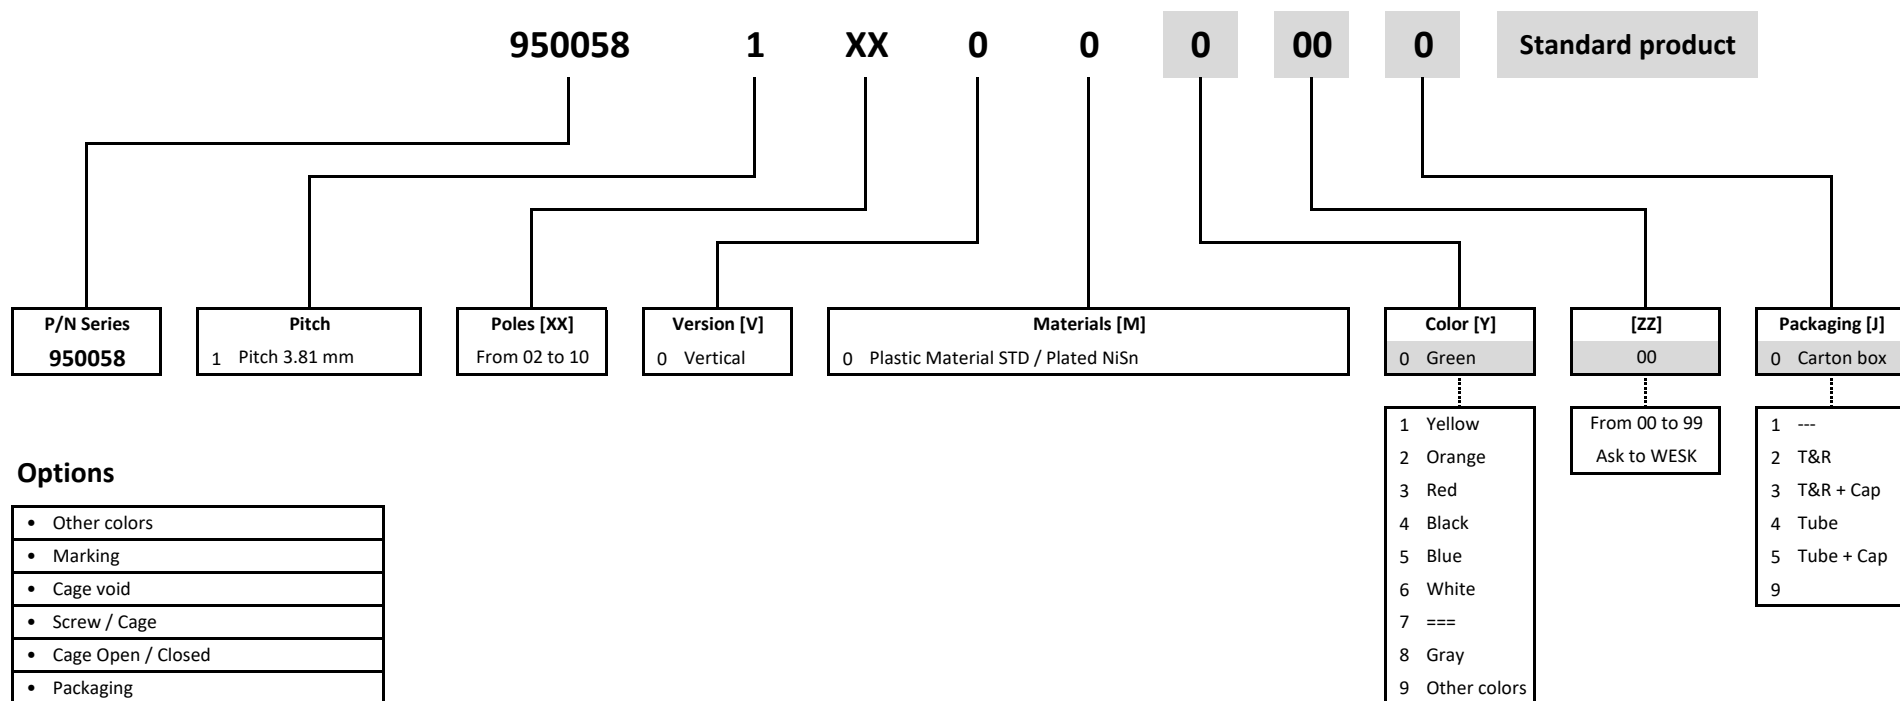 950058 1 XX 0 0 0 00 0 Standard product
P/N Series Pitch Poles [XX] Version [V] Materials [M] Color [Y] [ZZ] Packaging [J]
950058 1 Pitch 3.81 mm From 02 to 10 0 Vertical 0 Plastic Material STD / Plated NiSn 0 Green 00 0 Carton box
1 Yellow From 00 to 99 1 ---
2 Orange Ask to WESK 2 T&R
3 Red 3 T&R + Cap
4 Black 4 Tube
5 Blue 5 Tube + Cap
6 White 9
7 ===
8 Gray
9 Other colors
Options
• Other colors
• Marking
• Cage void
• Screw / Cage
• Cage Open / Closed
• Packaging